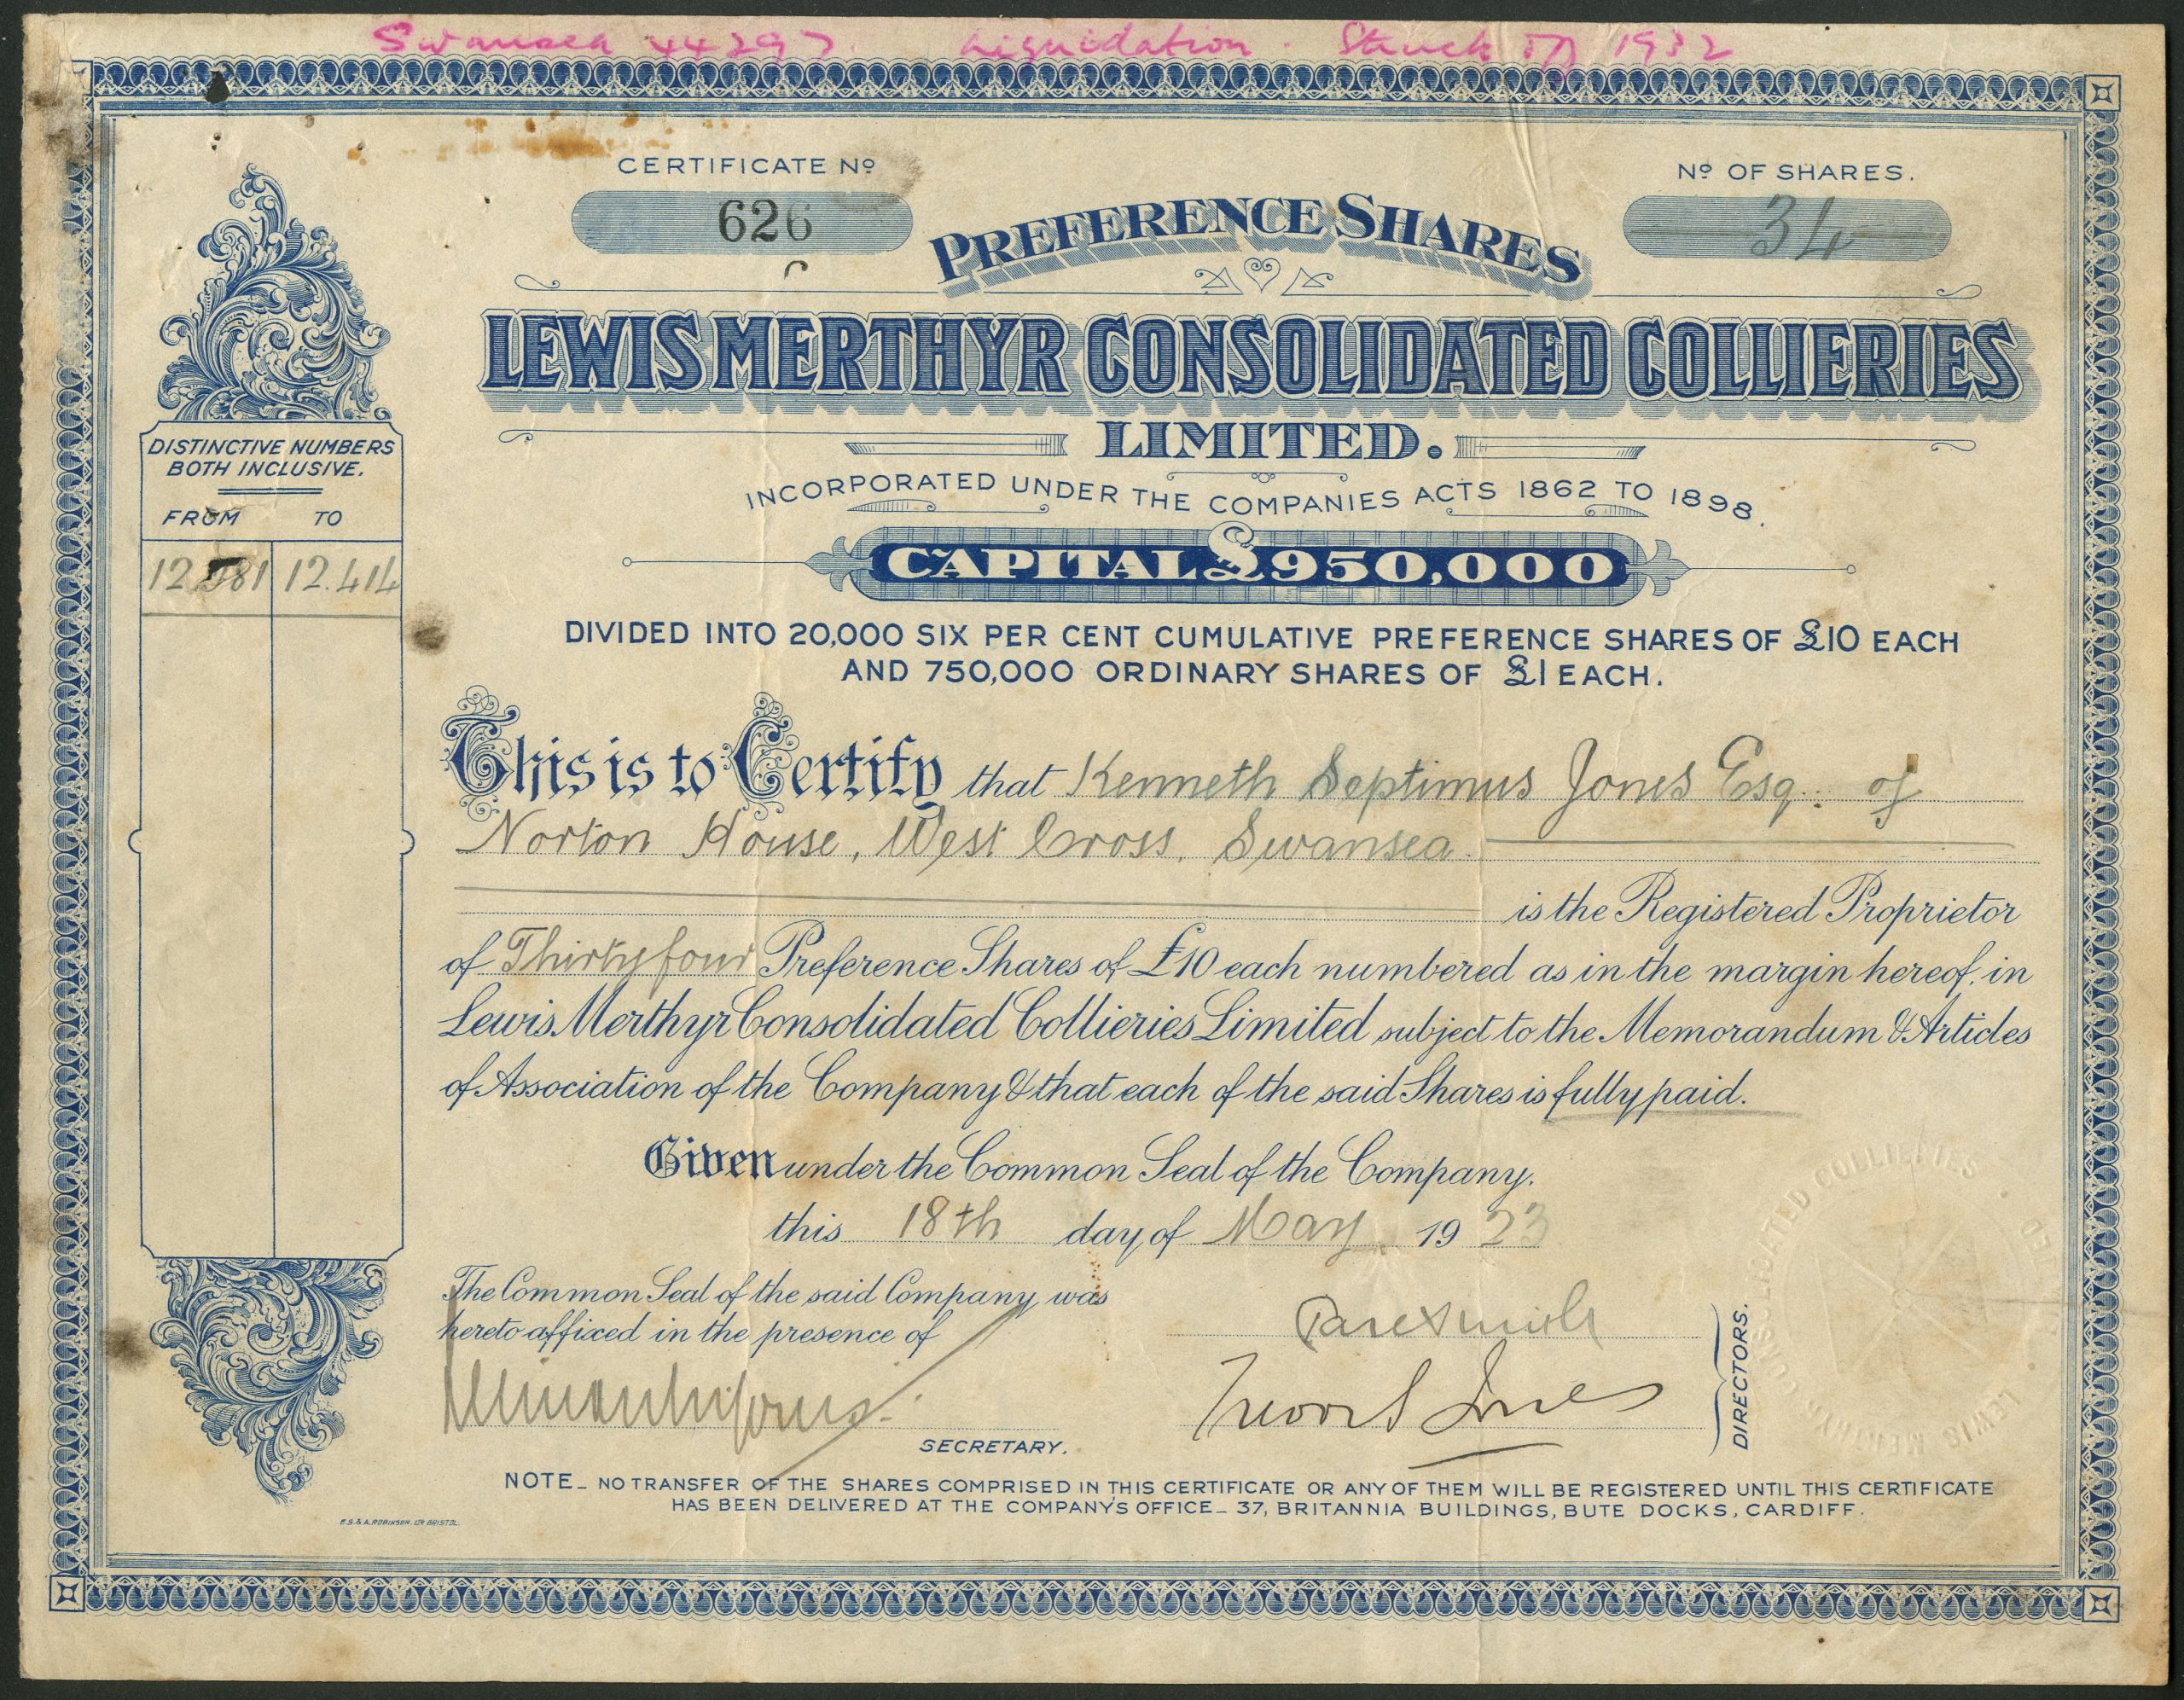 Swansea 44297. Liquidation. Struck off 1932
CERTIFICATE Nº
626
Nº OF SHARES.
34
PREFERENCE SHARES
LEWIS MERTHYR CONSOLIDATED COLLIERIES
LIMITED.
INCORPORATED UNDER THE COMPANIES ACTS 1862 TO 1898.
CAPITAL £950,000
DIVIDED INTO 20,000 SIX PER CENT CUMULATIVE PREFERENCE SHARES OF £10 EACH
AND 750,000 ORDINARY SHARES OF £1 EACH.
DISTINCTIVE NUMBERS
BOTH INCLUSIVE.
FROM TO
12.414
This is to Certify that Kenneth Septimus Jones Esq. of
Norton House, West Cross, Swansea.
is the Registered Proprietor
of Thirty four Preference Shares of £10 each numbered as in the margin hereof, in
Lewis Merthyr Consolidated Collieries Limited subject to the Memorandum & Articles
of Association of the Company & that each of the said Shares is fully paid.
Given under the Common Seal of the Company.
this 18th day of May 1923
The Common Seal of the said Company was
hereto affixed in the presence of
SECRETARY.
DIRECTORS.
LEWIS MERTHYR CONSOLIDATED COLLIERIES
NOTE_ NO TRANSFER OF THE SHARES COMPRISED IN THIS CERTIFICATE OR ANY OF THEM WILL BE REGISTERED UNTIL THIS CERTIFICATE
HAS BEEN DELIVERED AT THE COMPANY'S OFFICE_ 37, BRITANNIA BUILDINGS, BUTE DOCKS, CARDIFF.
E.S. & A. ROBINSON, LTD BRISTOL.